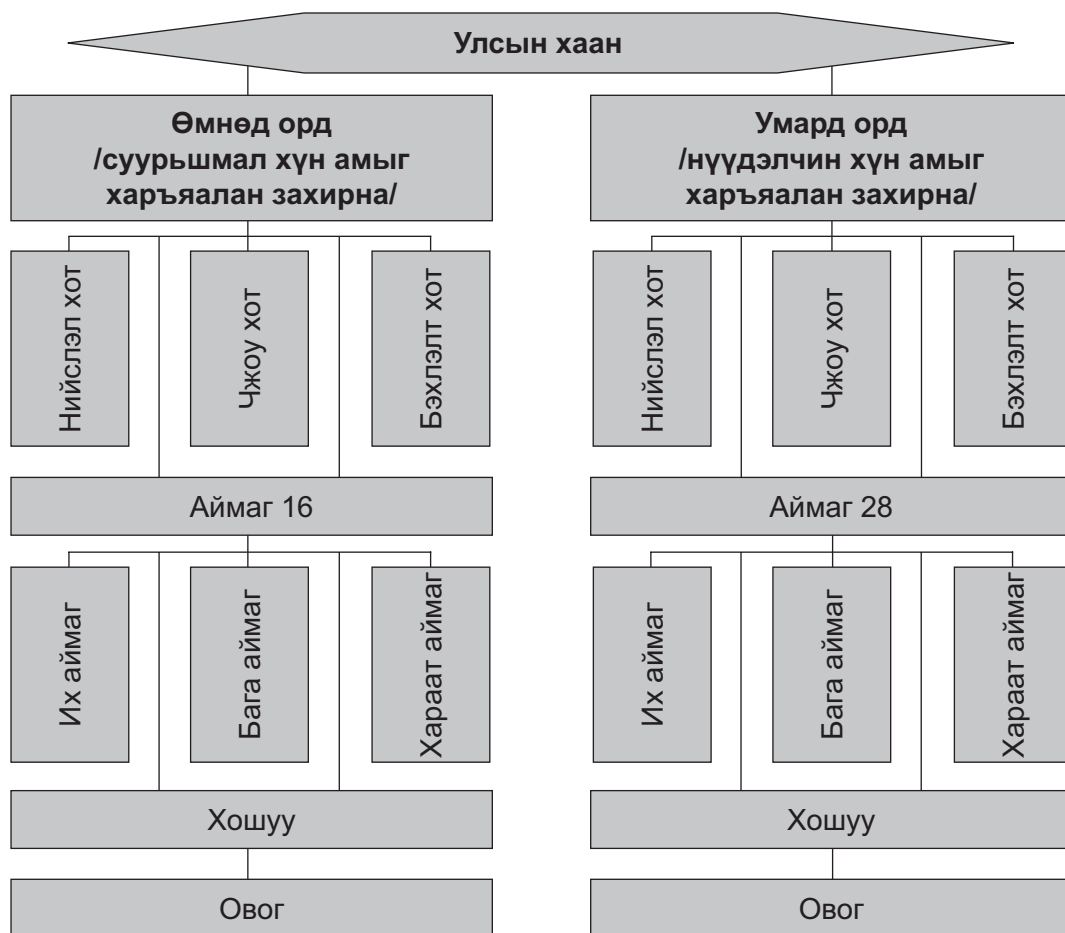 Улсын хаан
Өмнөд орд
/суурьшмал хүн амыг
харъяалан захирна/
Умард орд
/нүүдэлчин хүн амыг
харъяалан захирна/
Нийслэл хот
Чжоу хот
Бэхлэлт хот
Нийслэл хот
Чжоу хот
Бэхлэлт хот
Аймаг 16
Аймаг 28
Их аймаг
Бага аймаг
Хараат аймаг
Их аймаг
Бага аймаг
Хараат аймаг
Хошуу
Хошуу
Овог
Овог